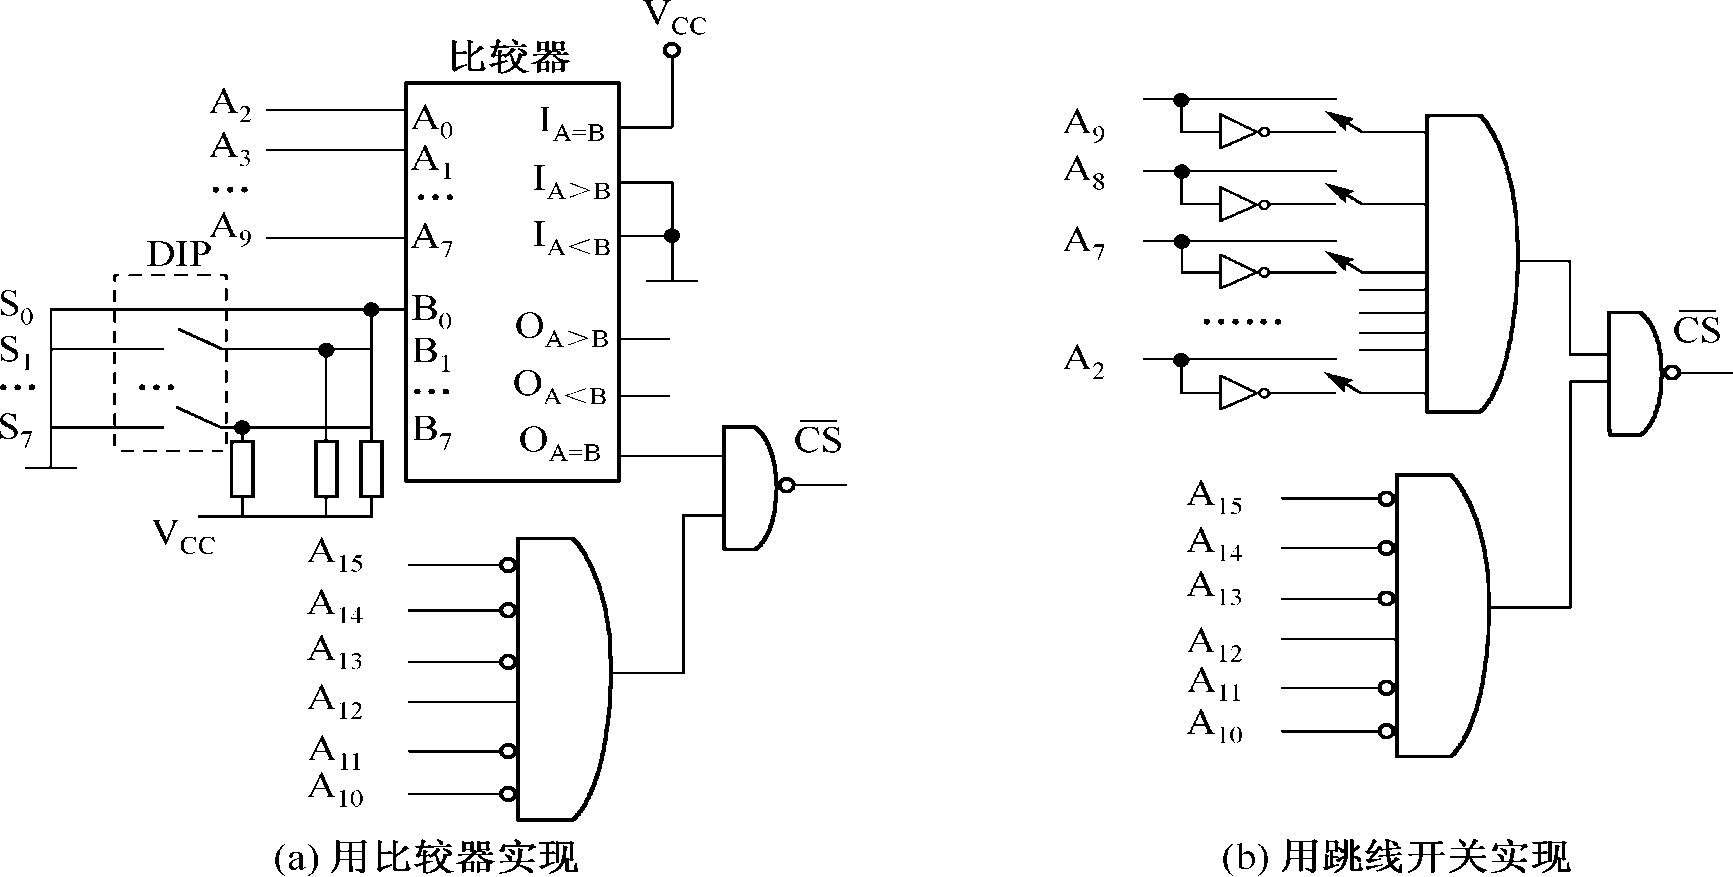 V_CC
比较器
A_2
A_3
…
A_9
A_0
A_1
…
A_7
I_A=B
I_A>B
I_A<B
DIP
S_0
S_1
…
S_7
…
B_0
B_1
…
B_7
O_A>B
O_A<B
O_A=B
V_CC
C̅S̅
A_15
A_14
A_13
A_12
A_11
A_10
(a) 用比较器实现
A_9
A_8
A_7
……
A_2
C̅S̅
A_15
A_14
A_13
A_12
A_11
A_10
(b) 用跳线开关实现